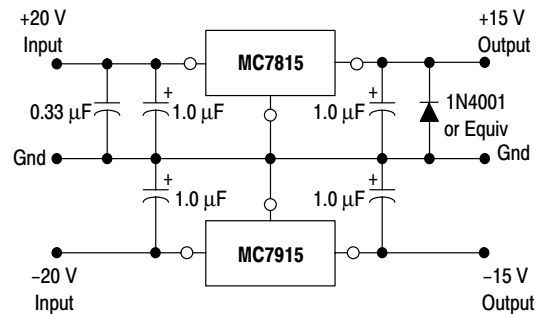 +20 V
Input
+15 V
Output
MC7815
0.33 μF
+
1.0 μF
1.0 μF
+
1N4001
or Equiv
Gnd
Gnd
+
1.0 μF
+
1.0 μF
MC7915
−20 V
Input
−15 V
Output